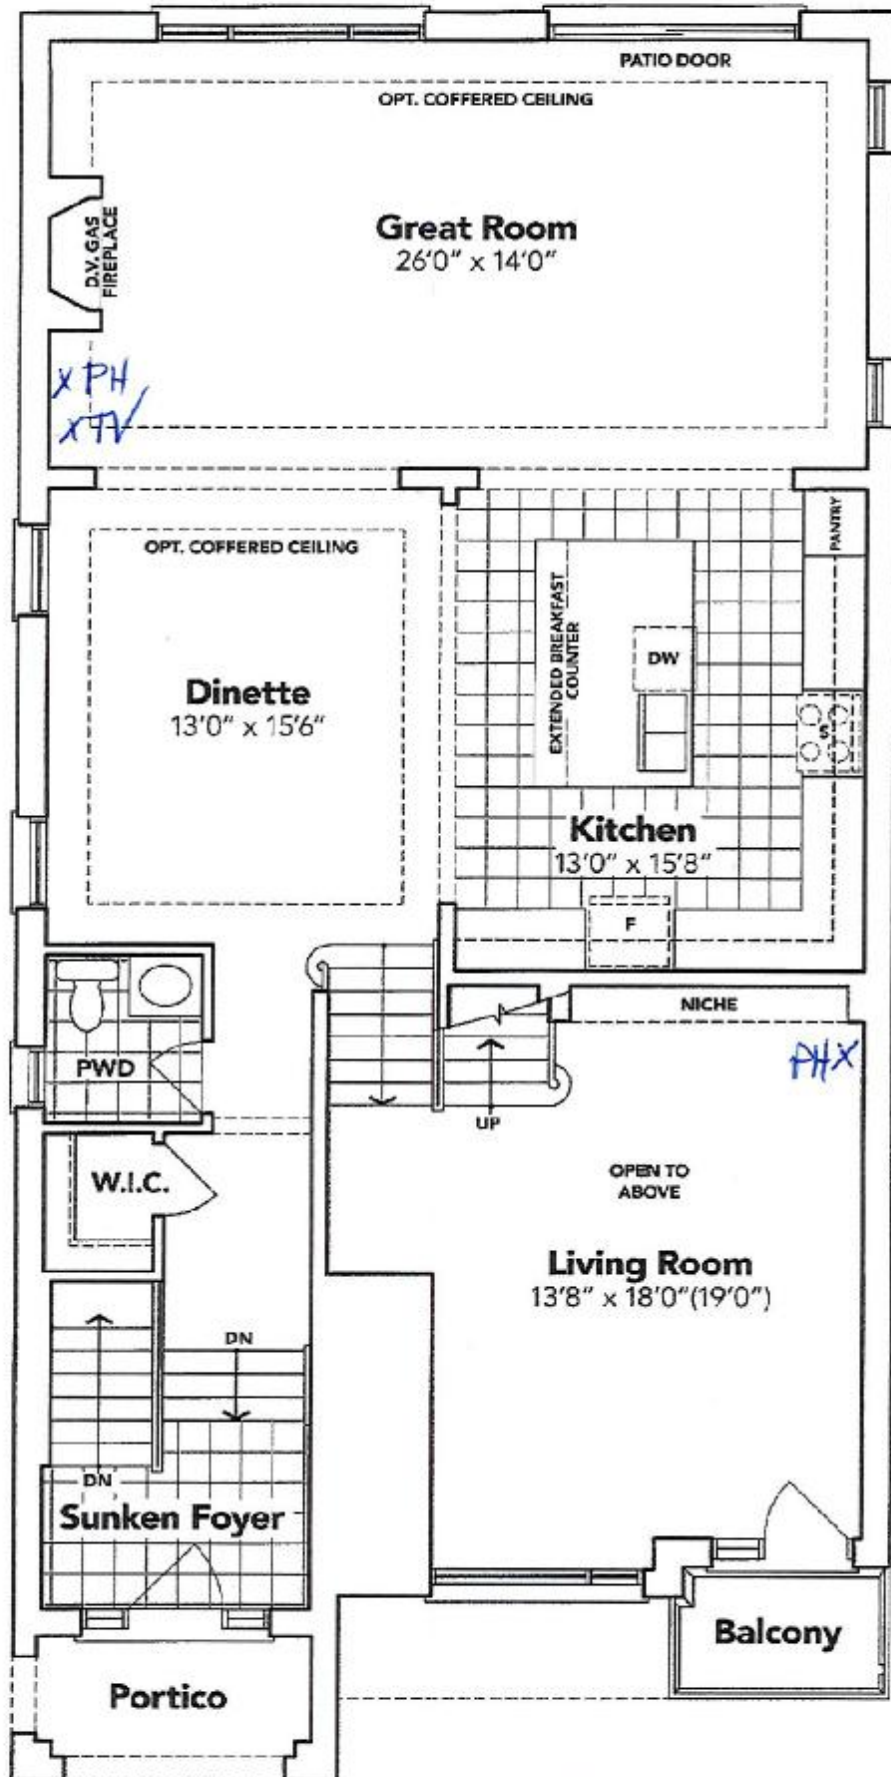 PATIO DOOR
OPT. COFFERED CEILING
Great Room
26'0" x 14'0"
D.V. GAS
FIREPLACE
X PH
X TV
OPT. COFFERED CEILING
Dinette
13'0" x 15'6"
EXTENDED BREAKFAST
COUNTER
DW
PANTRY
S
Kitchen
13'0" x 15'8"
F
NICHE
PHX
PWD
UP
W.I.C.
OPEN TO
ABOVE
Living Room
13'8" x 18'0"(19'0")
DN
DN
Sunken Foyer
Balcony
Portico